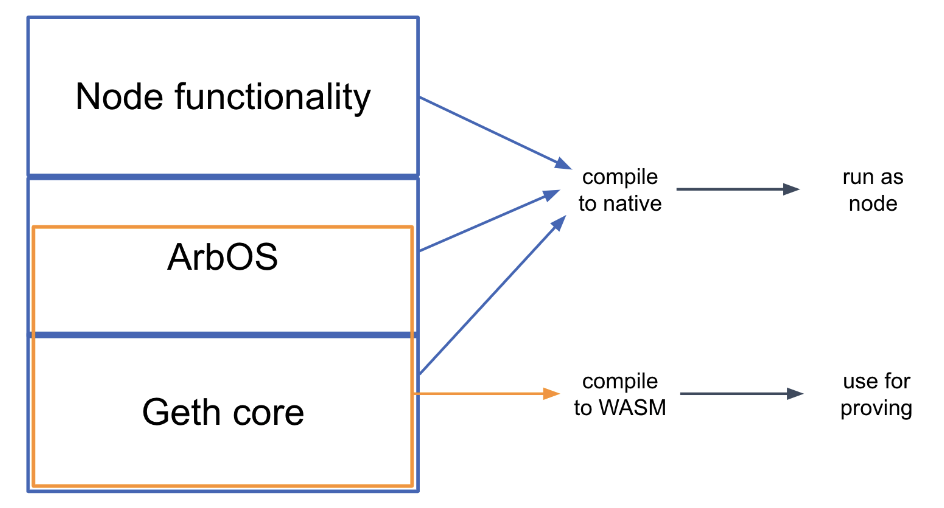 Node functionality
ArbOS
Geth core
compile
to native
run as
node
compile
to WASM
use for
proving